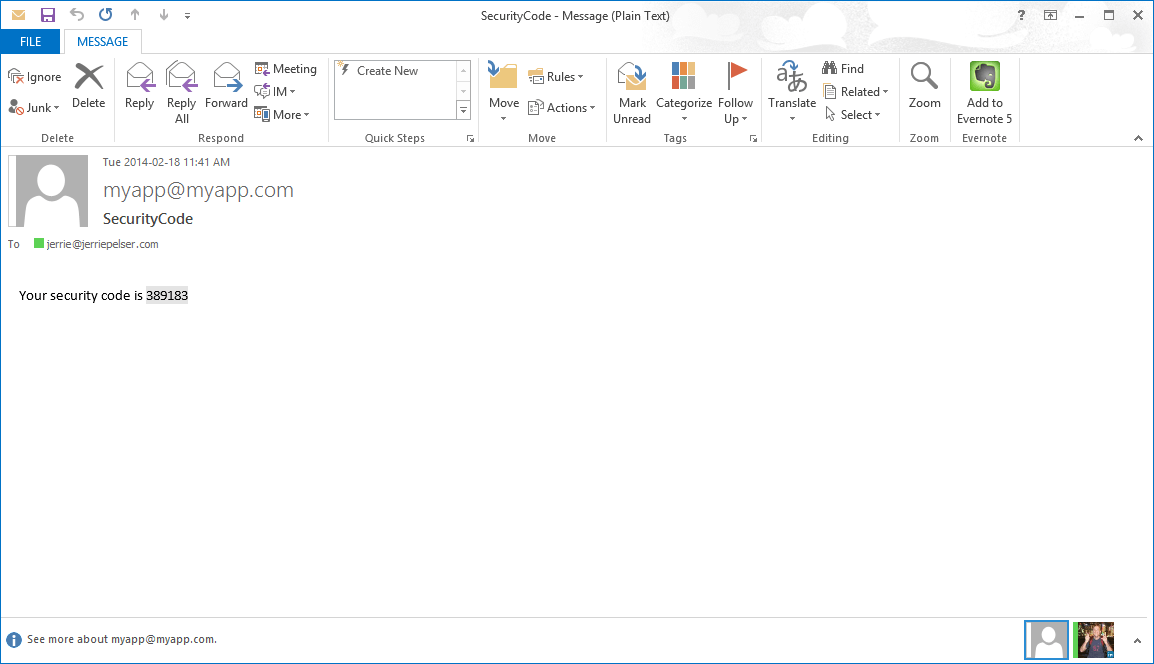 SecurityCode - Message (Plain Text)
?
FILE
MESSAGE
Ignore
Junk
Delete
Delete
Reply
Reply All
Forward
Meeting
IM
More
Respond
Create New
Quick Steps
Move
Rules
Actions
Move
Mark Unread
Categorize
Follow Up
Tags
Translate
Find
Related
Select
Editing
Zoom
Zoom
Add to Evernote 5
Evernote
Tue 2014-02-18 11:41 AM
myapp@myapp.com
SecurityCode
To jerrie@jerriepelser.com
Your security code is 389183
See more about myapp@myapp.com.